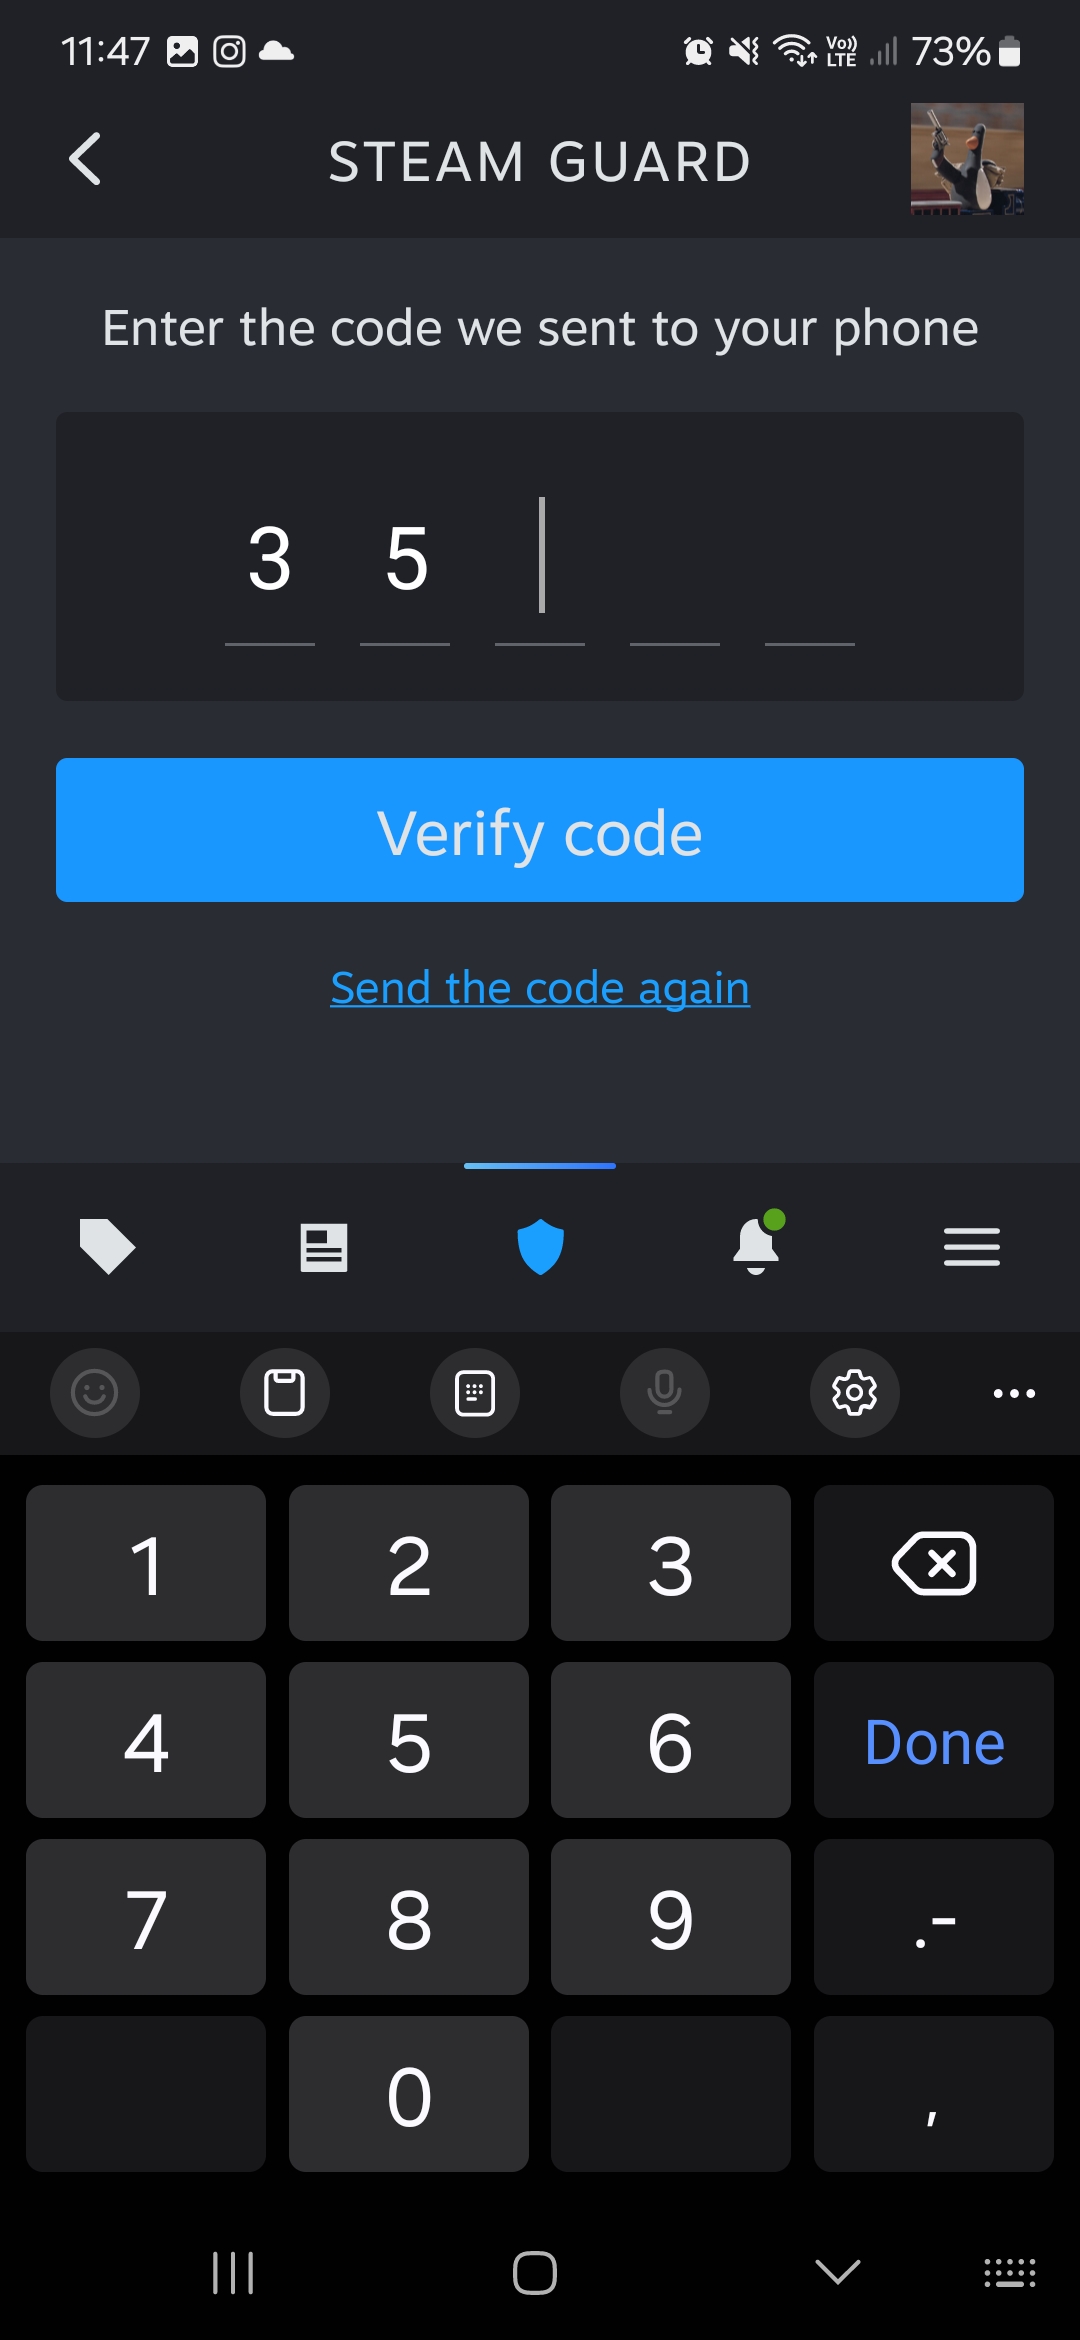 11:47
Vo)) LTE 73%
STEAM GUARD
Enter the code we sent to your phone
3 5
Verify code
Send the code again
1 2 3
4 5 6 Done
7 8 9 .-
0 ,